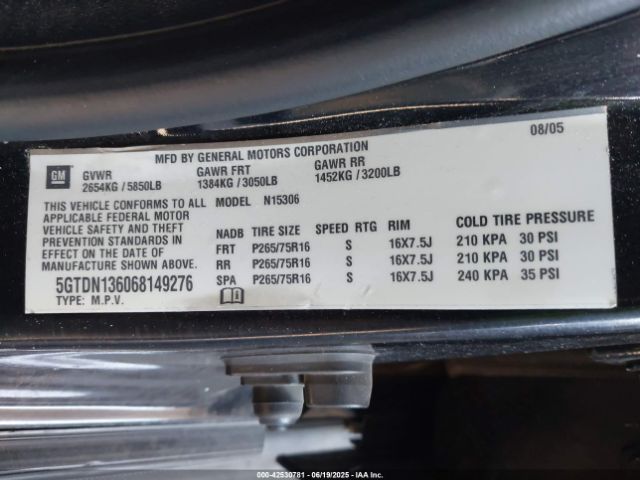 08/05
MFD BY GENERAL MOTORS CORPORATION
GM
GVWR GAWR FRT GAWR RR
2654KG / 5850LB 1384KG / 3050LB 1452KG / 3200LB
THIS VEHICLE CONFORMS TO ALL MODEL N15306
APPLICABLE FEDERAL MOTOR
VEHICLE SAFETY AND THEFT
PREVENTION STANDARDS IN
EFFECT ON THE DATE OF
MANUFACTURE SHOWN ABOVE.
NADB TIRE SIZE SPEED RTG RIM COLD TIRE PRESSURE
FRT P265/75R16 S 16X7.5J 210 KPA 30 PSI
RR P265/75R16 S 16X7.5J 210 KPA 30 PSI
SPA P265/75R16 S 16X7.5J 240 KPA 35 PSI
5GTDN136068149276
TYPE: M.P.V.
000-42530781 - 06/19/2025 - IAA Inc.